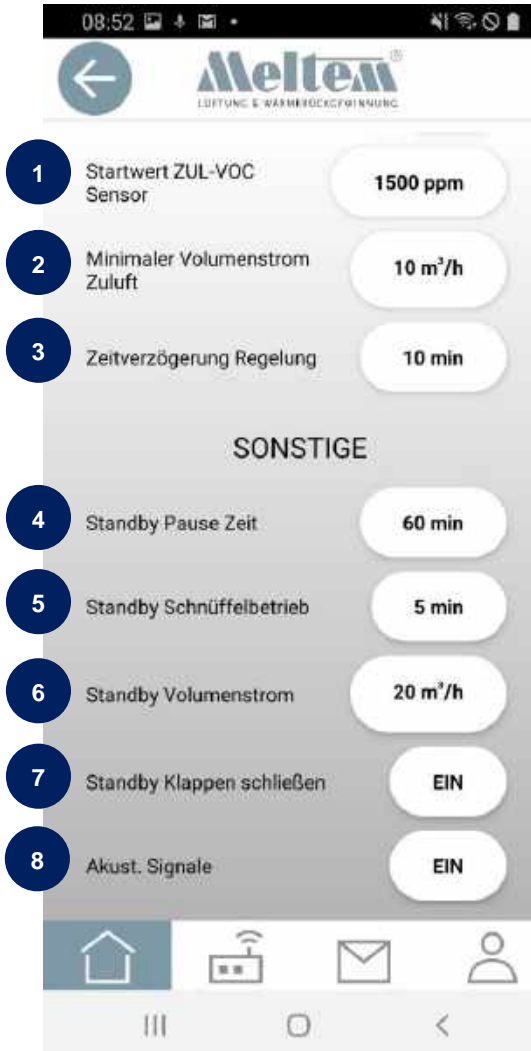 08:52
Meltem®
LÜFTUNG & WÄRMERÜCKGEWINNUNG
1
Startwert ZUL-VOC
Sensor
1500 ppm
2
Minimaler Volumenstrom
Zuluft
10 m³/h
3
Zeitverzögerung Regelung
10 min
SONSTIGE
4
Standby Pause Zeit
60 min
5
Standby Schnüffelbetrieb
5 min
6
Standby Volumenstrom
20 m³/h
7
Standby Klappen schließen
EIN
8
Akust. Signale
EIN